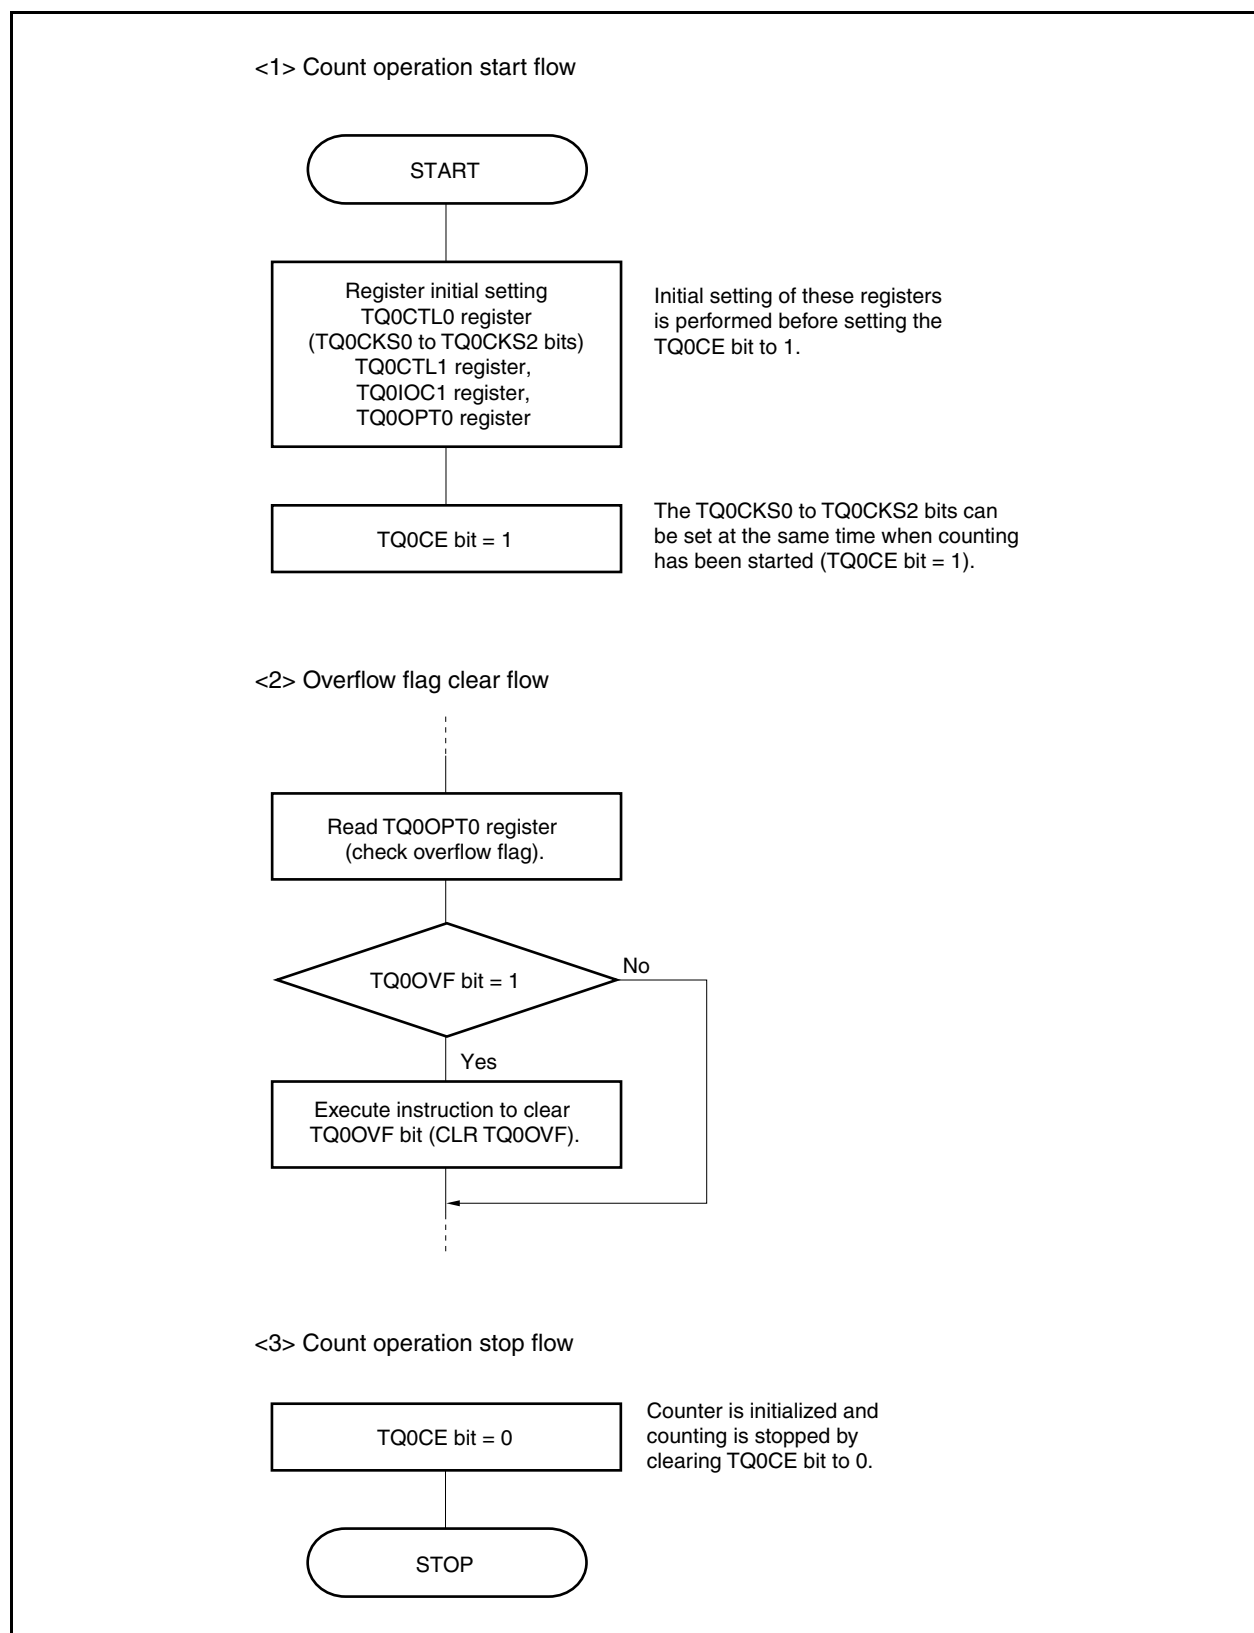 <1> Count operation start flow
START
Register initial setting
TQ0CTL0 register
(TQ0CKS0 to TQ0CKS2 bits)
TQ0CTL1 register,
TQ0IOC1 register,
TQ0OPT0 register
Initial setting of these registers
is performed before setting the
TQ0CE bit to 1.
TQ0CE bit = 1
The TQ0CKS0 to TQ0CKS2 bits can
be set at the same time when counting
has been started (TQ0CE bit = 1).
<2> Overflow flag clear flow
Read TQ0OPT0 register
(check overflow flag).
TQ0OVF bit = 1
No
Yes
Execute instruction to clear
TQ0OVF bit (CLR TQ0OVF).
<3> Count operation stop flow
TQ0CE bit = 0
Counter is initialized and
counting is stopped by
clearing TQ0CE bit to 0.
STOP